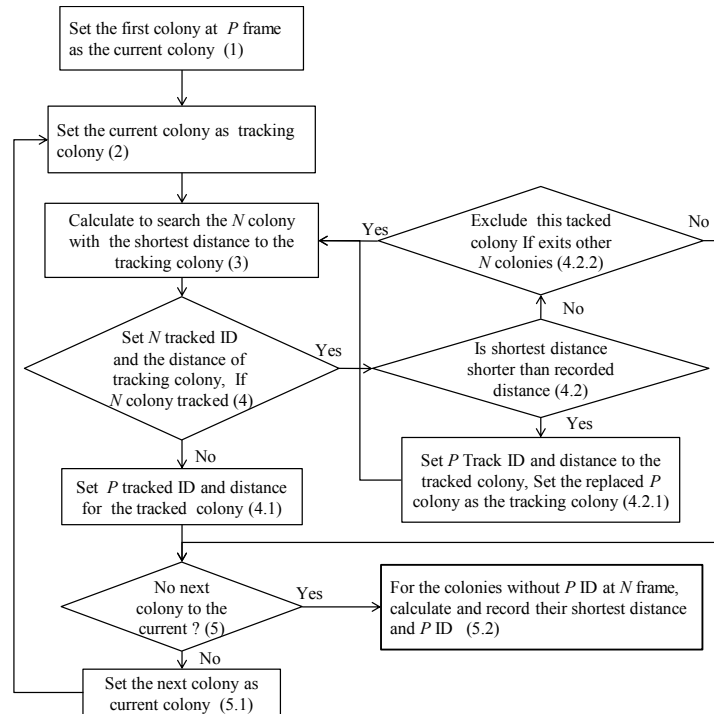 Set the first colony at P frame
as the current colony (1)
Set the current colony as tracking
colony (2)
Calculate to search the N colony
with the shortest distance to the
tracking colony (3)
Yes
Exclude this tacked
colony If exits other
N colonies (4.2.2)
No
No
Set N tracked ID
and the distance of
tracking colony, If
N colony tracked (4)
Yes
Is shortest distance
shorter than recorded
distance (4.2)
Yes
No
Set P Track ID and distance to the
tracked colony, Set the replaced P
colony as the tracking colony (4.2.1)
Set P tracked ID and distance
for the tracked colony (4.1)
No next
colony to the
current ? (5)
Yes
For the colonies without P ID at N frame,
calculate and record their shortest distance
and P ID (5.2)
No
Set the next colony as
current colony (5.1)